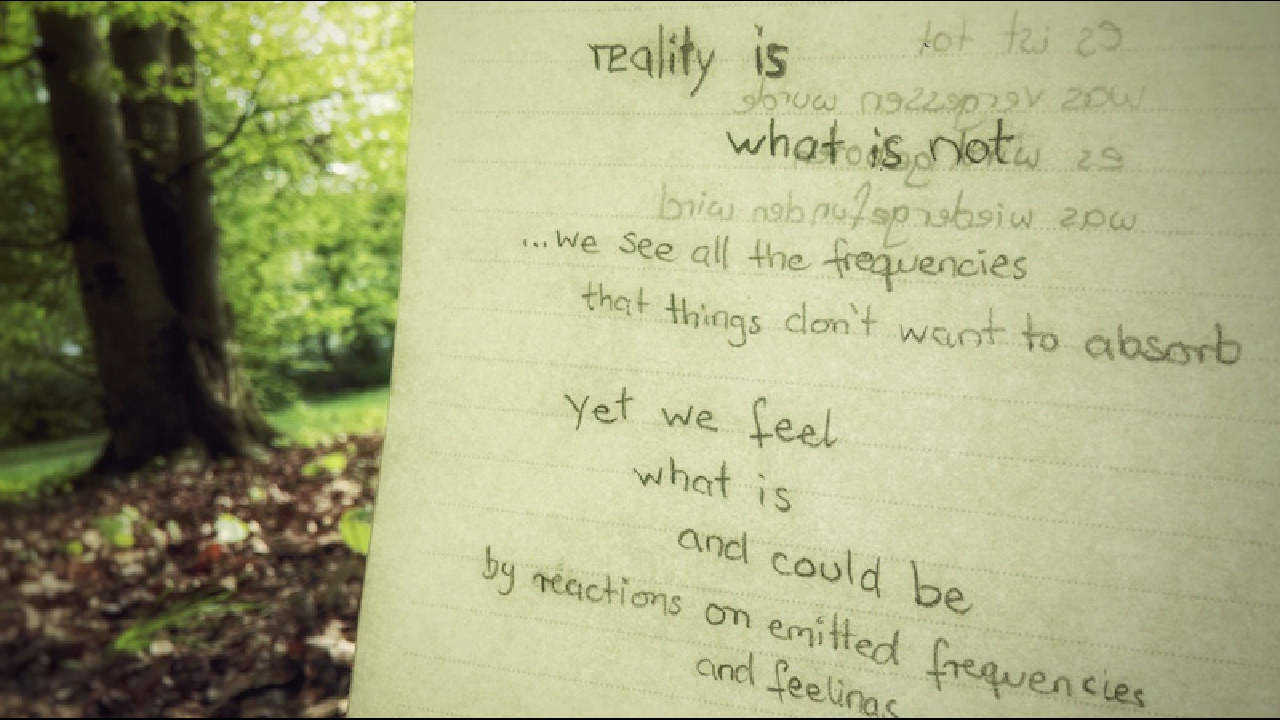 reality is
what is not
...we see all the frequencies
that things don't want to absorb
yet we feel
what is
and could be
by reactions on emitted frequencies
and feelings
es ist tot
was vergessen wurde
es
was wiedergefunden wird